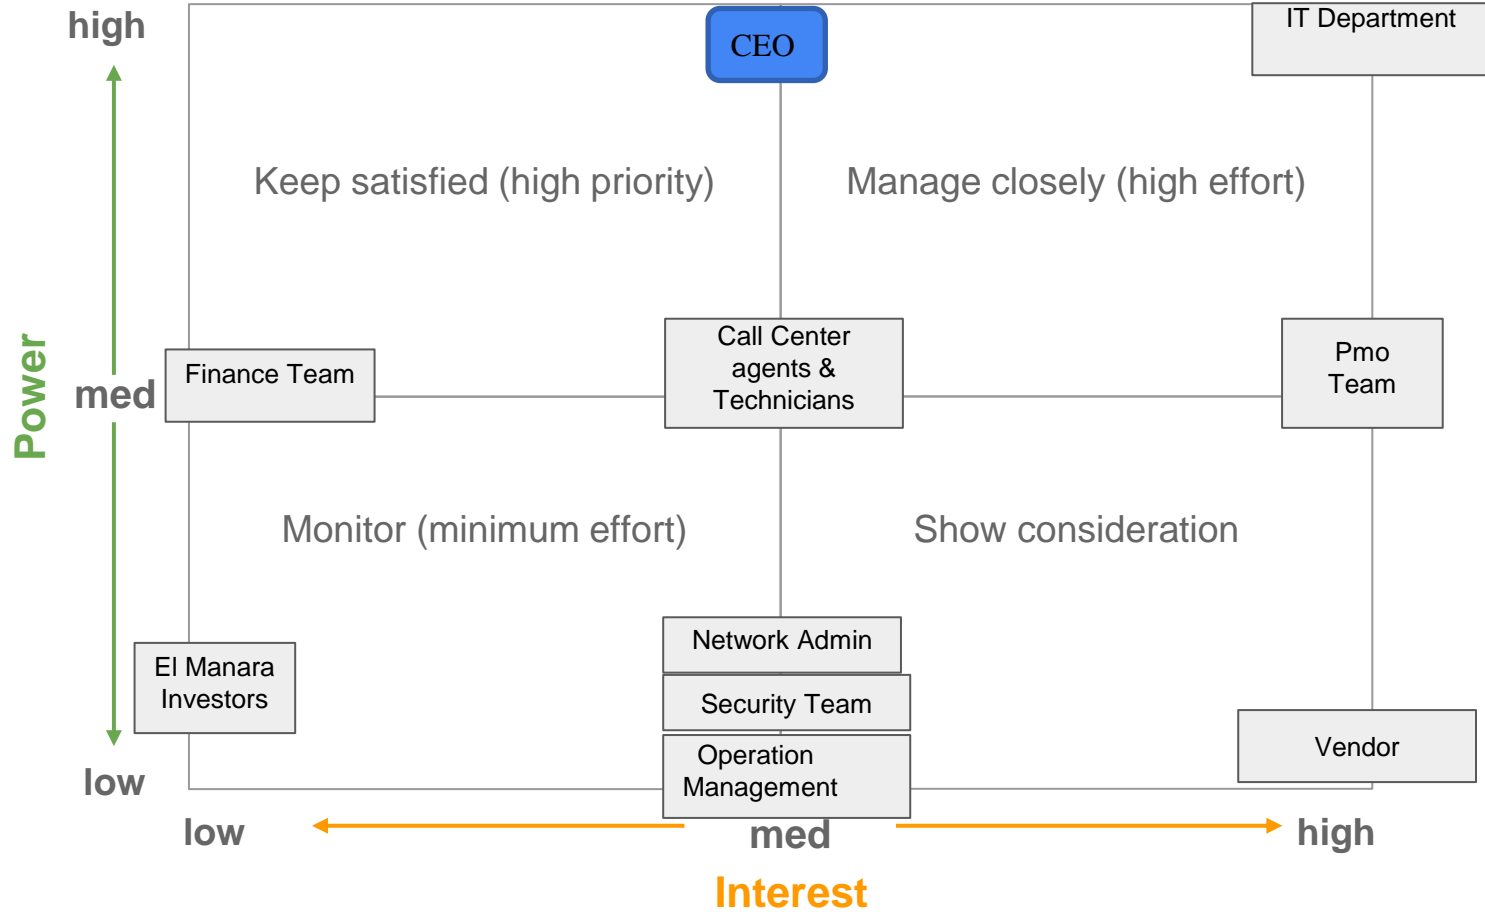 high
CEO
IT Department
Keep satisfied (high priority)
Manage closely (high effort)
Power
med
Finance Team
Call Center
agents &
Technicians
Pmo
Team
Monitor (minimum effort)
Show consideration
El Manara
Investors
Network Admin
Security Team
Operation
Management
Vendor
low
low
med
high
Interest